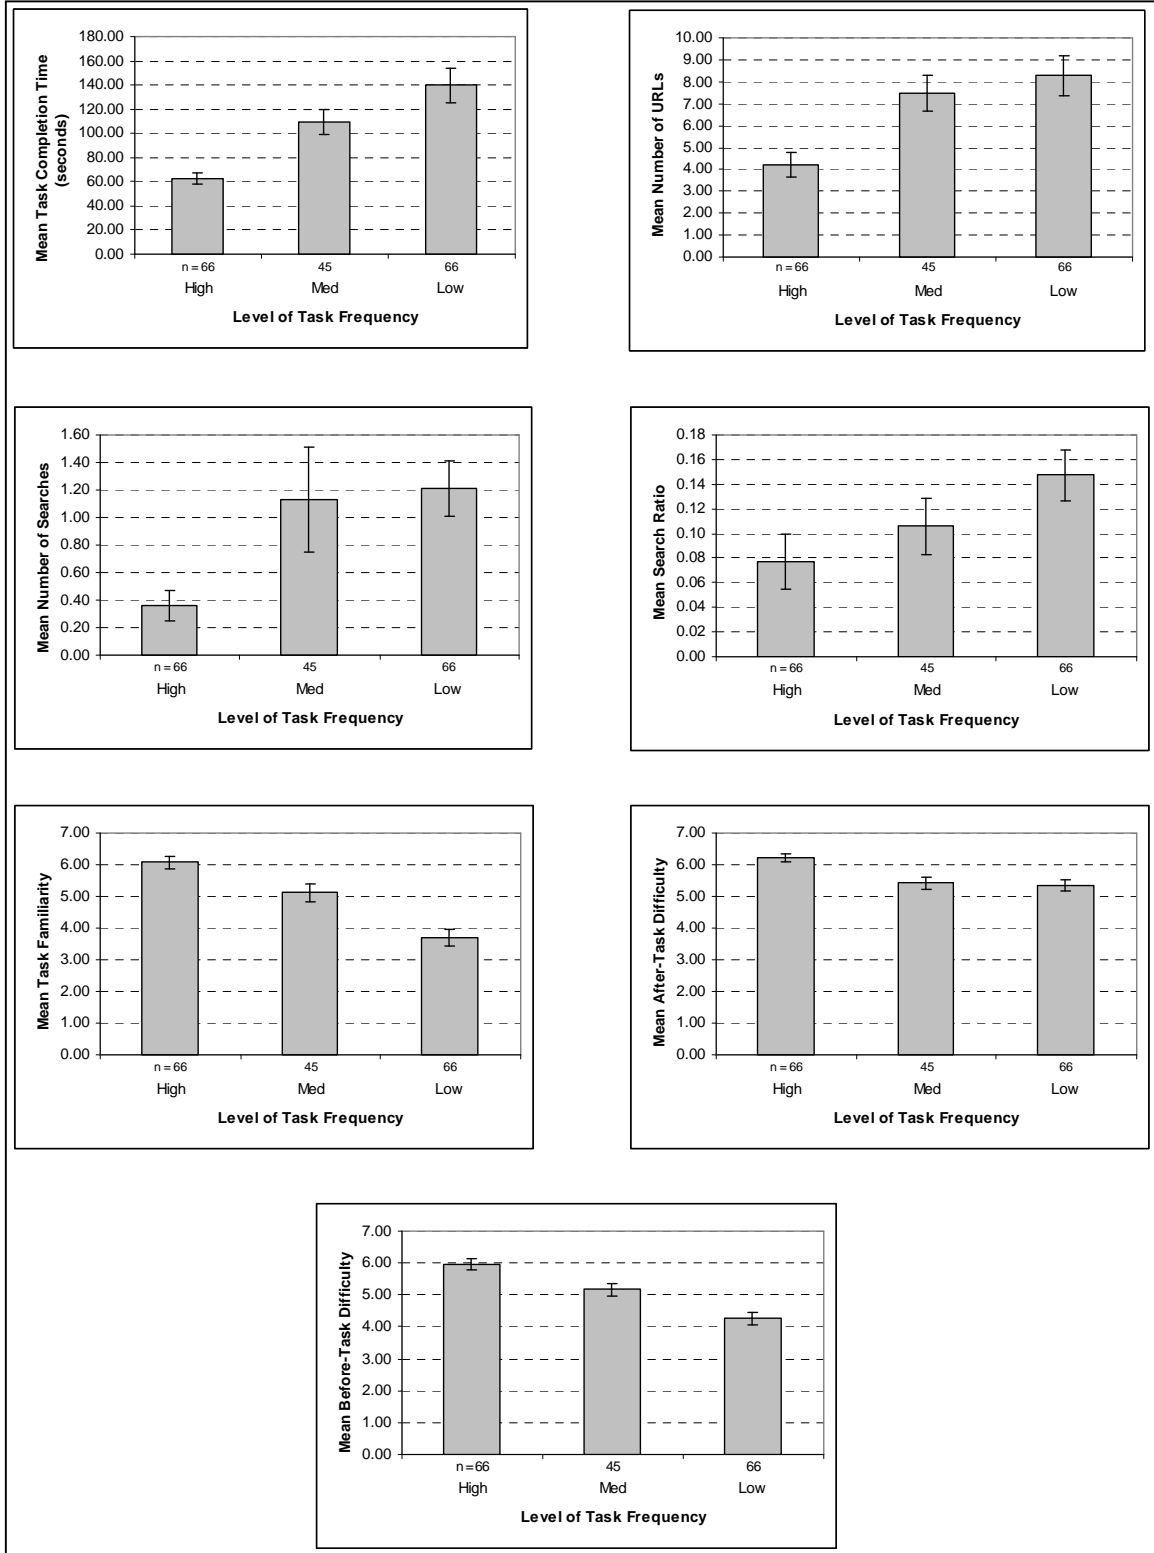 Mean Task Completion Time
(seconds)
180.00
160.00
140.00
120.00
100.00
80.00
60.00
40.00
20.00
0.00
n = 66 45 66
High Med Low
Level of Task Frequency
Mean Number of URLs
10.00
9.00
8.00
7.00
6.00
5.00
4.00
3.00
2.00
1.00
0.00
n = 66 45 66
High Med Low
Level of Task Frequency
Mean Number of Searches
1.60
1.40
1.20
1.00
0.80
0.60
0.40
0.20
0.00
n = 66 45 66
High Med Low
Level of Task Frequency
Mean Search Ratio
0.18
0.16
0.14
0.12
0.10
0.08
0.06
0.04
0.02
0.00
n = 66 45 66
High Med Low
Level of Task Frequency
Mean Task Familiarity
7.00
6.00
5.00
4.00
3.00
2.00
1.00
0.00
n = 66 45 66
High Med Low
Level of Task Frequency
Mean After-Task Difficulty
7.00
6.00
5.00
4.00
3.00
2.00
1.00
0.00
n = 66 45 66
High Med Low
Level of Task Frequency
Mean Before-Task Difficulty
7.00
6.00
5.00
4.00
3.00
2.00
1.00
0.00
n = 66 45 66
High Med Low
Level of Task Frequency